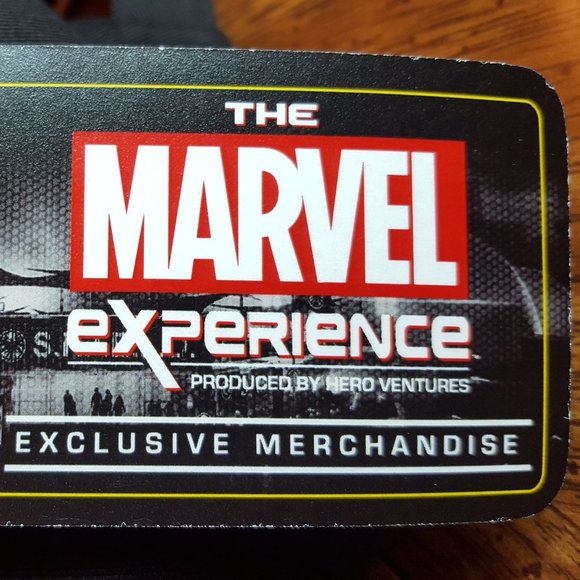 THE
MARVEL
eXPERIENCE
PRODUCED BY HERO VENTURES
EXCLUSIVE MERCHANDISE